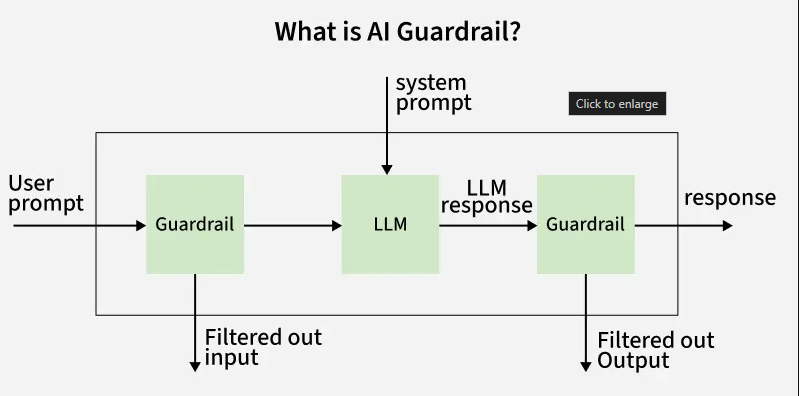 What is AI Guardrail?
system
prompt
Click to enlarge
User
prompt
Guardrail
LLM
LLM
response
Guardrail
response
Filtered out
input
Filtered out
Output